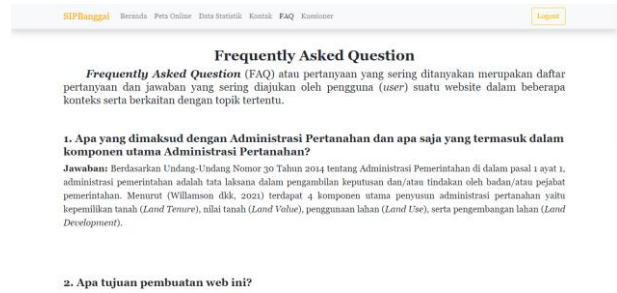 SIPBanggai Beranda Peta Online Data Statistik Kontak FAQ Kuesioner Logout
Frequently Asked Question
Frequently Asked Question (FAQ) atau pertanyaan yang sering ditanyakan merupakan daftar
pertanyaan dan jawaban yang sering diajukan oleh pengguna (user) suatu website dalam beberapa
konteks serta berkaitan dengan topik tertentu.
1. Apa yang dimaksud dengan Administrasi Pertanahan dan apa saja yang termasuk dalam
komponen utama Administrasi Pertanahan?
Jawaban: Berdasarkan Undang-Undang Nomor 30 Tahun 2014 tentang Administrasi Pemerintahan di dalam pasal 1 ayat 1,
administrasi pemerintahan adalah tata laksana dalam pengambilan keputusan dan/atau tindakan oleh badan/atau pejabat
pemerintahan. Menurut (Willamson dkk, 2021) terdapat 4 komponen utama penyusun administrasi pertanahan yaitu
kepemilikan tanah (Land Tenure), nilai tanah (Land Value), penggunaan lahan (Land Use), serta pengembangan lahan (Land
Development).
2. Apa tujuan pembuatan web ini?